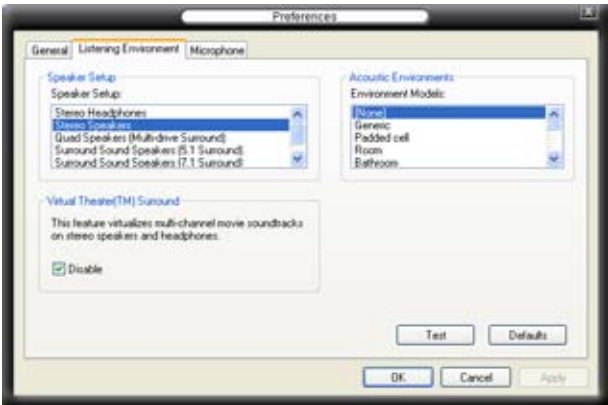 Preferences
General Listening Environment Microphone
Speaker Setup
Speaker Setup:
Stereo Headphones
Stereo Speakers
Quad Speakers (Multi-drive Surround)
Surround Sound Speakers (5.1 Surround)
Surround Sound Speakers (7.1 Surround)
Acoustic Environments
Environment Models:
(None)
Generic
Padded cell
Room
Bathroom
Virtual Theater(TM) Surround
This feature virtualizes multi-channel movie soundtracks
on stereo speakers and headphones.
Disable
Test Defaults
OK Cancel Apply